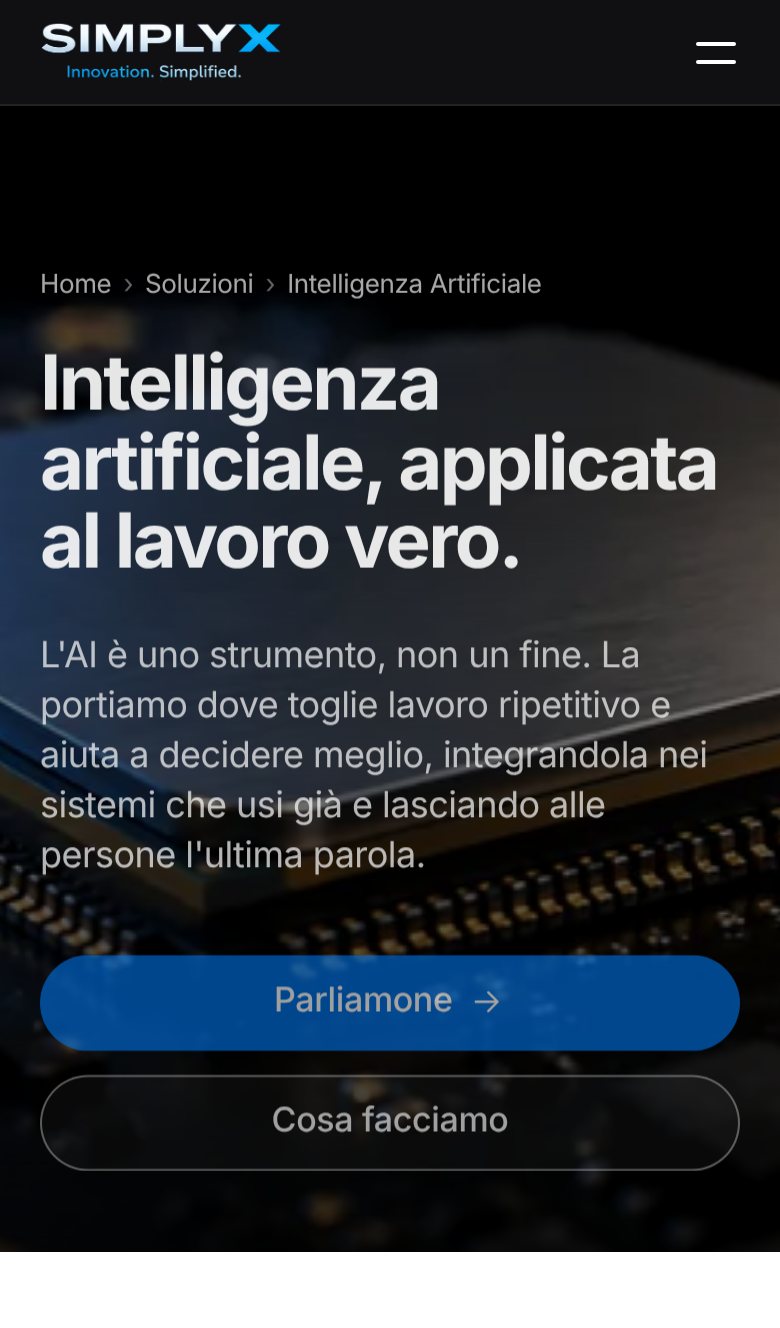 SIMPLYX
Innovation. Simplified.
Home › Soluzioni › Intelligenza Artificiale
Intelligenza
artificiale, applicata
al lavoro vero.
L'AI è uno strumento, non un fine. La
portiamo dove toglie lavoro ripetitivo e
aiuta a decidere meglio, integrandola nei
sistemi che usi già e lasciando alle
persone l'ultima parola.
Parliamone →
Cosa facciamo